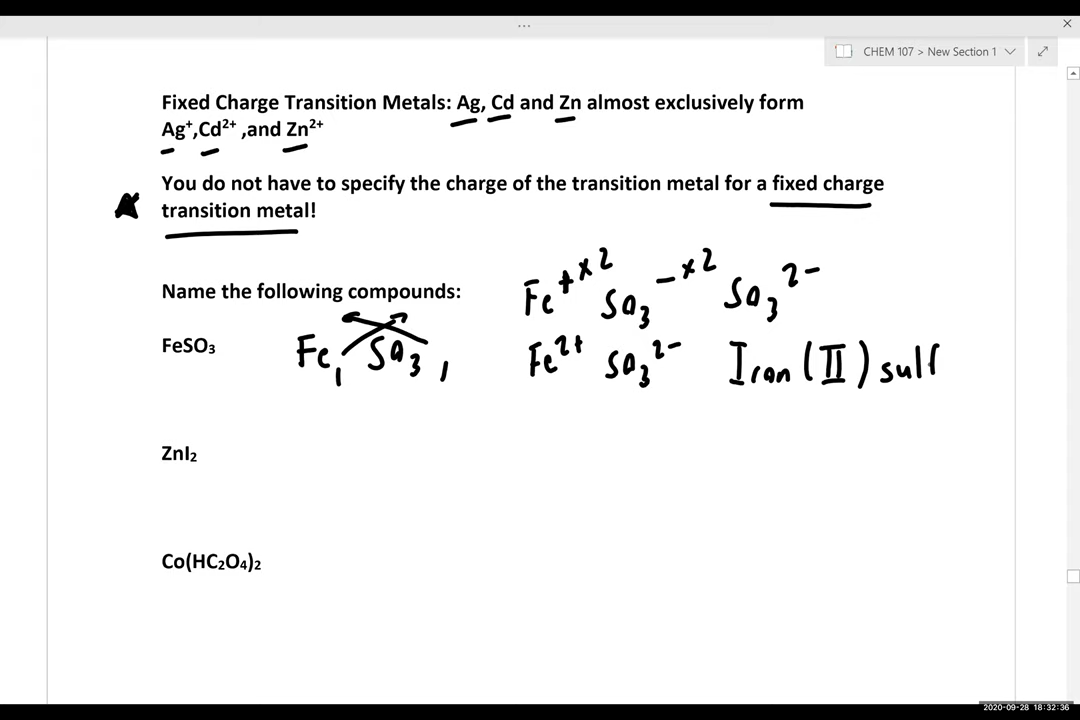 CHEM 107 > New Section 1
Fixed Charge Transition Metals: Ag, Cd and Zn almost exclusively form
Ag⁺,Cd²⁺ ,and Zn²⁺
You do not have to specify the charge of the transition metal for a fixed charge
transition metal!
Name the following compounds:
Fe⁺ˣ² SO₃⁻ˣ² SO₃²⁻
FeSO₃
Fe₁ SO₃₁
Fe²⁺ SO₃²⁻ Iron (II) sulf
ZnI₂
Co(HC₂O₄)₂
2020-09-28 18:32:36